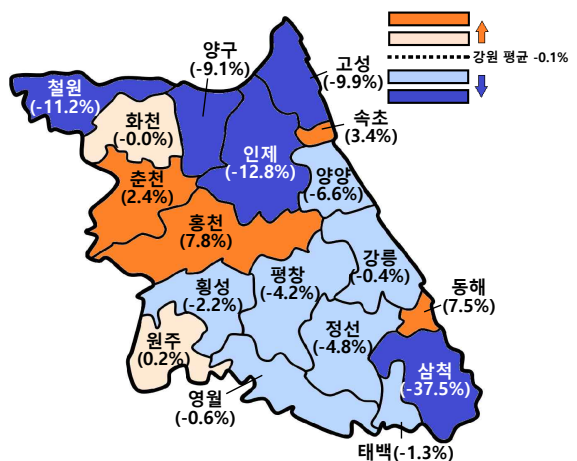 강원 평균 -0.1%
양구
(-9.1%)
고성
(-9.9%)
철원
(-11.2%)
화천
(-0.0%)
속초
(3.4%)
인제
(-12.8%)
춘천
(2.4%)
양양
(-6.6%)
홍천
(7.8%)
강릉
(-0.4%)
평창
(-4.2%)
횡성
(-2.2%)
동해
(7.5%)
정선
(-4.8%)
원주
(0.2%)
삼척
(-37.5%)
영월
(-0.6%)
태백(-1.3%)